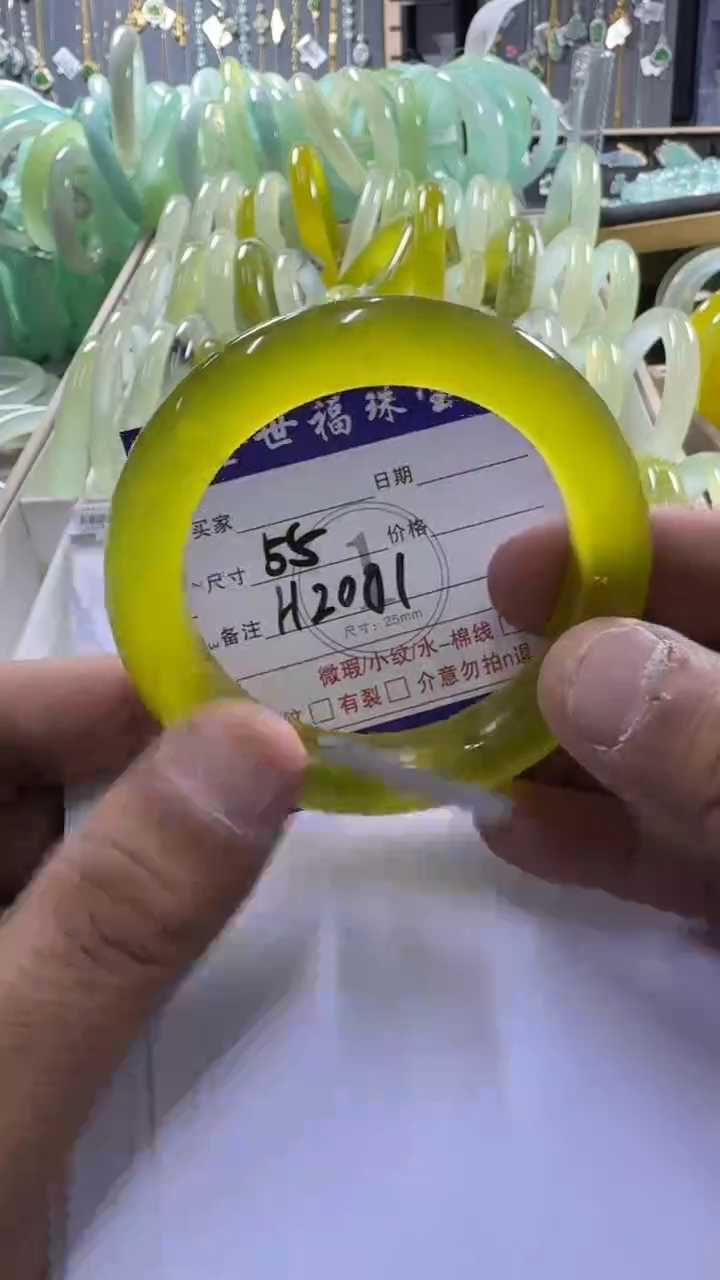 世福珠
日期
买家
尺寸 55 价格
备注 H2001
尺寸：25mm
微瑕/小纹/水-棉线 □
纹 □ 有裂 □ 介意勿拍n退